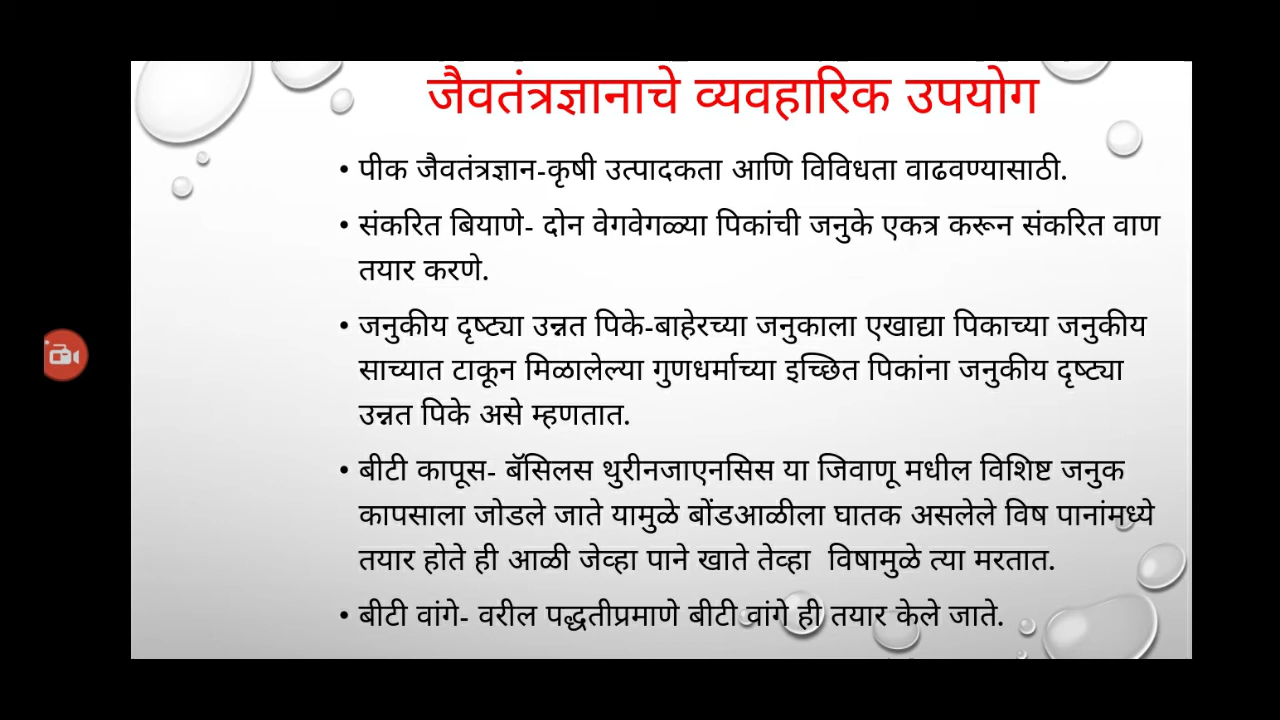 जैवतंत्रज्ञानाचे व्यवहारिक उपयोग
• पीक जैवतंत्रज्ञान-कृषी उत्पादकता आणि विविधता वाढवण्यासाठी.
• संकरित बियाणे- दोन वेगवेगळ्या पिकांची जनुके एकत्र करून संकरित वाण
तयार करणे.
• जनुकीय दृष्ट्या उन्नत पिके-बाहेरच्या जनुकाला एखाद्या पिकाच्या जनुकीय
साच्यात टाकून मिळालेल्या गुणधर्माच्या इच्छित पिकांना जनुकीय दृष्ट्या
उन्नत पिके असे म्हणतात.
• बीटी कापूस- बॅसिलस थुरीनजाएनसिस या जिवाणू मधील विशिष्ट जनुक
कापसाला जोडले जाते यामुळे बोंडआळीला घातक असलेले विष पानांमध्ये
तयार होते ही आळी जेव्हा पाने खाते तेव्हा विषामुळे त्या मरतात.
• बीटी वांगे- वरील पद्धतीप्रमाणे बीटी वांगे ही तयार केले जाते.